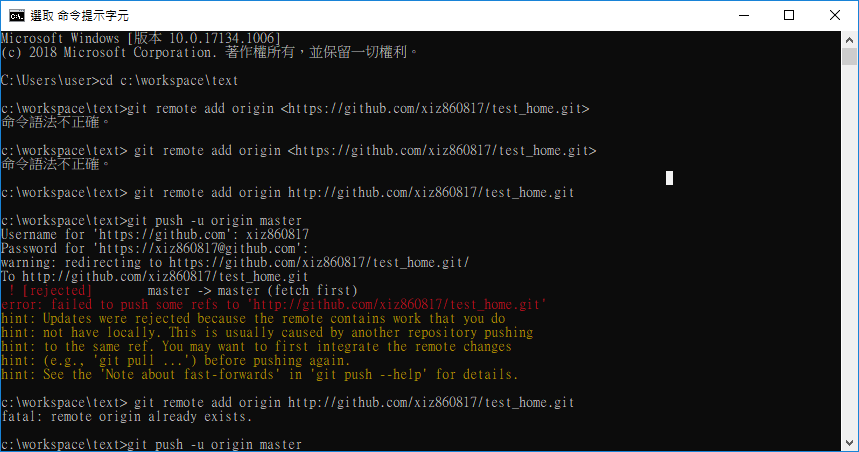 選取 命令提示字元
Microsoft Windows [版本 10.0.17134.1006]
(c) 2018 Microsoft Corporation. 著作權所有，並保留一切權利。
C:\Users\user>cd c:\workspace\text
c:\workspace\text>git remote add origin <https://github.com/xiz860817/test_home.git>
命令語法不正確。
c:\workspace\text> git remote add origin <https://github.com/xiz860817/test_home.git>
命令語法不正確。
c:\workspace\text> git remote add origin http://github.com/xiz860817/test_home.git
c:\workspace\text>git push -u origin master
Username for 'https://github.com': xiz860817
Password for 'https://xiz860817@github.com':
warning: redirecting to https://github.com/xiz860817/test_home.git/
To http://github.com/xiz860817/test_home.git
 ! [rejected]        master -> master (fetch first)
error: failed to push some refs to 'http://github.com/xiz860817/test_home.git'
hint: Updates were rejected because the remote contains work that you do
hint: not have locally. This is usually caused by another repository pushing
hint: to the same ref. You may want to first integrate the remote changes
hint: (e.g., 'git pull ...') before pushing again.
hint: See the 'Note about fast-forwards' in 'git push --help' for details.
c:\workspace\text> git remote add origin http://github.com/xiz860817/test_home.git
fatal: remote origin already exists.
c:\workspace\text>git push -u origin master